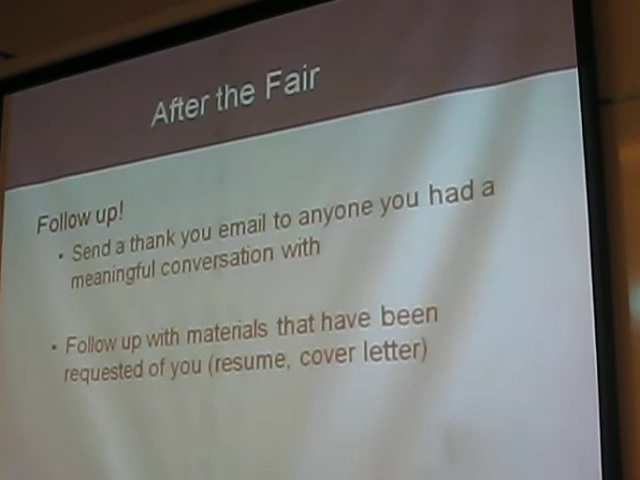 After the Fair
Follow up!
• Send a thank you email to anyone you had a
meaningful conversation with
• Follow up with materials that have been
requested of you (resume, cover letter)